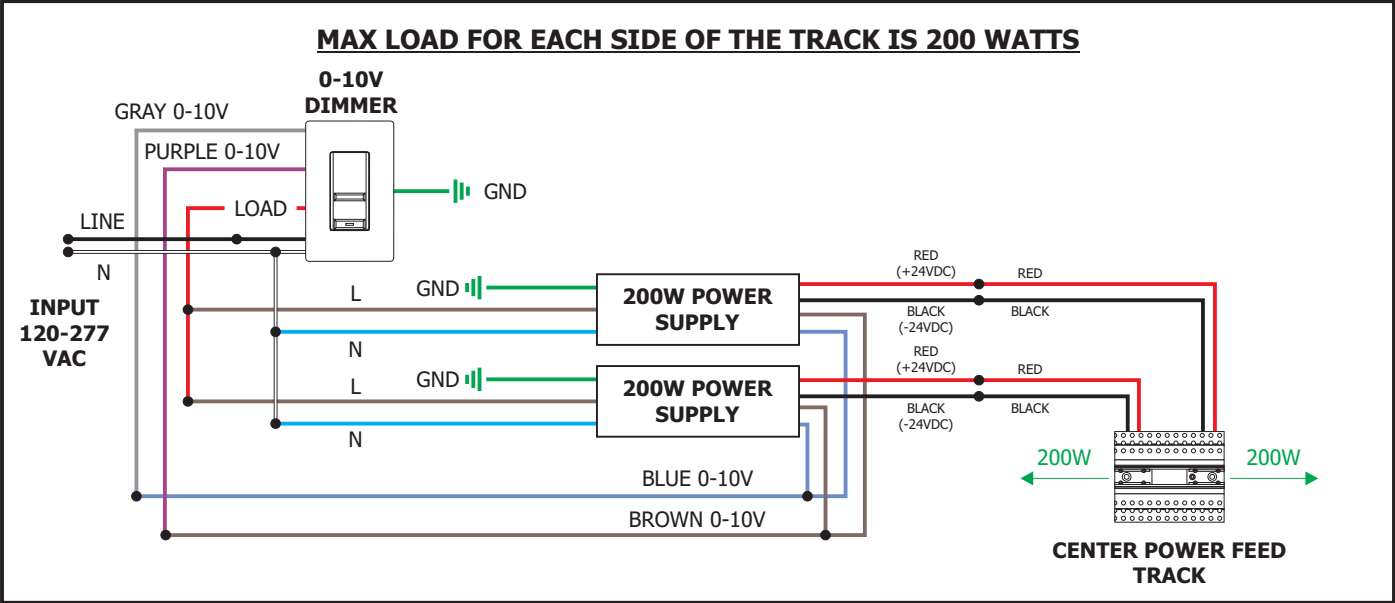 MAX LOAD FOR EACH SIDE OF THE TRACK IS 200 WATTS
0-10V
DIMMER
GRAY 0-10V
PURPLE 0-10V
LOAD
GND
LINE
N
INPUT
120-277
VAC
L
GND
N
200W POWER
SUPPLY
RED
(+24VDC)
RED
BLACK
(-24VDC)
BLACK
L
GND
N
200W POWER
SUPPLY
RED
(+24VDC)
RED
BLACK
(-24VDC)
BLACK
BLUE 0-10V
BROWN 0-10V
200W
200W
CENTER POWER FEED
TRACK